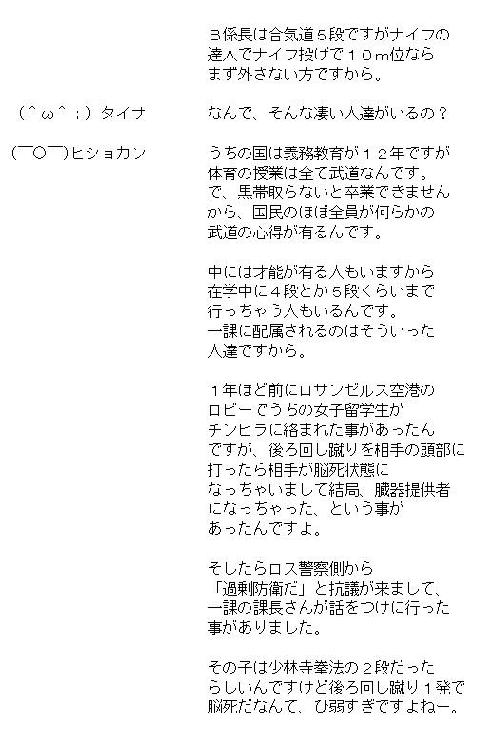 ３係長は合気道５段ですがナイフの
達人でナイフ投げで１０ｍ位なら
まず外さない方ですから。
(＾ω＾；) タイサ　なんで、そんな凄い人達がいるの？
(￣○￣)ヒショカン　うちの国は義務教育が１２年ですが
体育の授業は全て武道なんです。
で、黒帯取らないと卒業できません
から、国民のほぼ全員が何らかの
武道の心得が有るんです。
中には才能が有る人もいますから
在学中に４段とか５段くらいまで
行っちゃう人もいるんです。
一課に配属されるのはそういった
人達ですから。
１年ほど前にロサンゼルス空港の
ロビーでうちの女子留学生が
チンピラに絡まれた事があったん
ですが、後ろ回し蹴りを相手の頭部に
打ったら相手が脳死状態に
なっちゃいまして結局、臓器提供者
になっちゃった、という事が
あったんですよ。
そしたらロス警察側から
「過剰防衛だ」と抗議が来まして、
一課の課長さんが話をつけに行った
事がありました。
その子は少林寺拳法の２段だった
らしいんですけど後ろ回し蹴り１発で
脳死だなんて、ひ弱すぎですよねー。